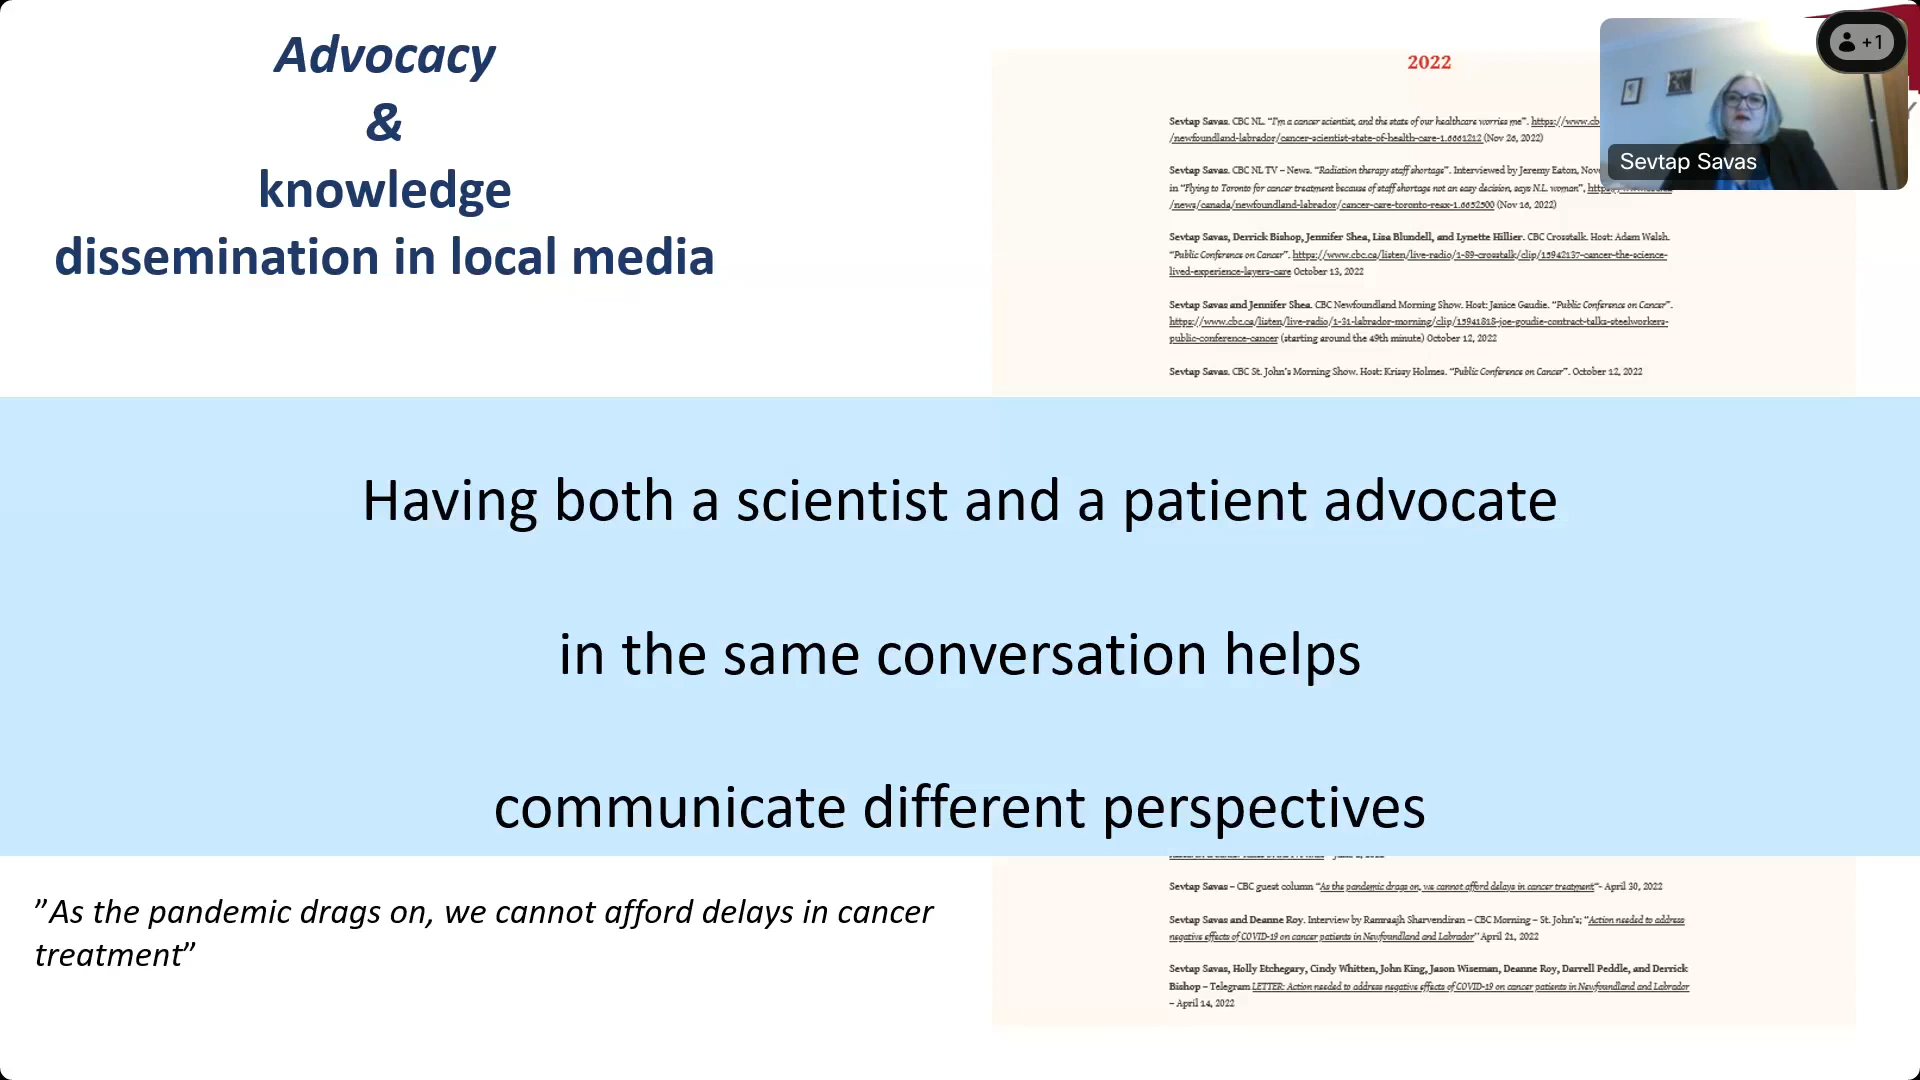 Advocacy
&
knowledge
dissemination in local media
2022
Sevtap Savas. CBC NL. “I'm a cancer scientist, and the state of our healthcare worries me”. https://www.cb
/newfoundland-labrador/cancer-scientist-state-of-health-care-1.6661212 (Nov 26, 2022)
Sevtap Savas. CBC NL TV – News. “Radiation therapy staff shortage”. Interviewed by Jeremy Eaton, Nov
in “Flying to Toronto for cancer treatment because of staff shortage not an easy decision, says N.L. woman”,
/news/canada/newfoundland-labrador/cancer-care-toronto-reax-1.6652500 (Nov 16, 2022)
Sevtap Savas, Derrick Bishop, Jennifer Shea, Lisa Blundell, and Lynette Hillier. CBC Crosstalk. Host: Adam Walsh.
“Public Conference on Cancer”. https://www.cbc.ca/listen/live-radio/1-89-crosstalk/clip/15942137-cancer-the-science-
lived-experience-layers-care October 13, 2022
Sevtap Savas and Jennifer Shea. CBC Newfoundland Morning Show. Host: Janice Gaudie. “Public Conference on Cancer”.
https://www.cbc.ca/listen/live-radio/1-31-labrador-morning/clip/15941818-joe-goudie-contract-talks-steelworkers-
public-conference-cancer (starting around the 49th minute) October 12, 2022
Sevtap Savas. CBC St. John's Morning Show. Host: Krissy Holmes. “Public Conference on Cancer”. October 12, 2022
+1
Sevtap Savas
Having both a scientist and a patient advocate
in the same conversation helps
communicate different perspectives
Sevtap Savas – CBC guest column “As the pandemic drags on, we cannot afford delays in cancer treatment“- April 30, 2022
Sevtap Savas and Deanne Roy. Interview by Ramraajh Sharvendiran – CBC Morning – St. John's; “Action needed to address
negative effects of COVID-19 on cancer patients in Newfoundland and Labrador” April 21, 2022
Sevtap Savas, Holly Etchegary, Cindy Whitten, John King, Jason Wiseman, Deanne Roy, Darrell Peddle, and Derrick
Bishop – Telegram LETTER: Action needed to address negative effects of COVID-19 on cancer patients in Newfoundland and Labrador
– April 14, 2022
”As the pandemic drags on, we cannot afford delays in cancer
treatment”